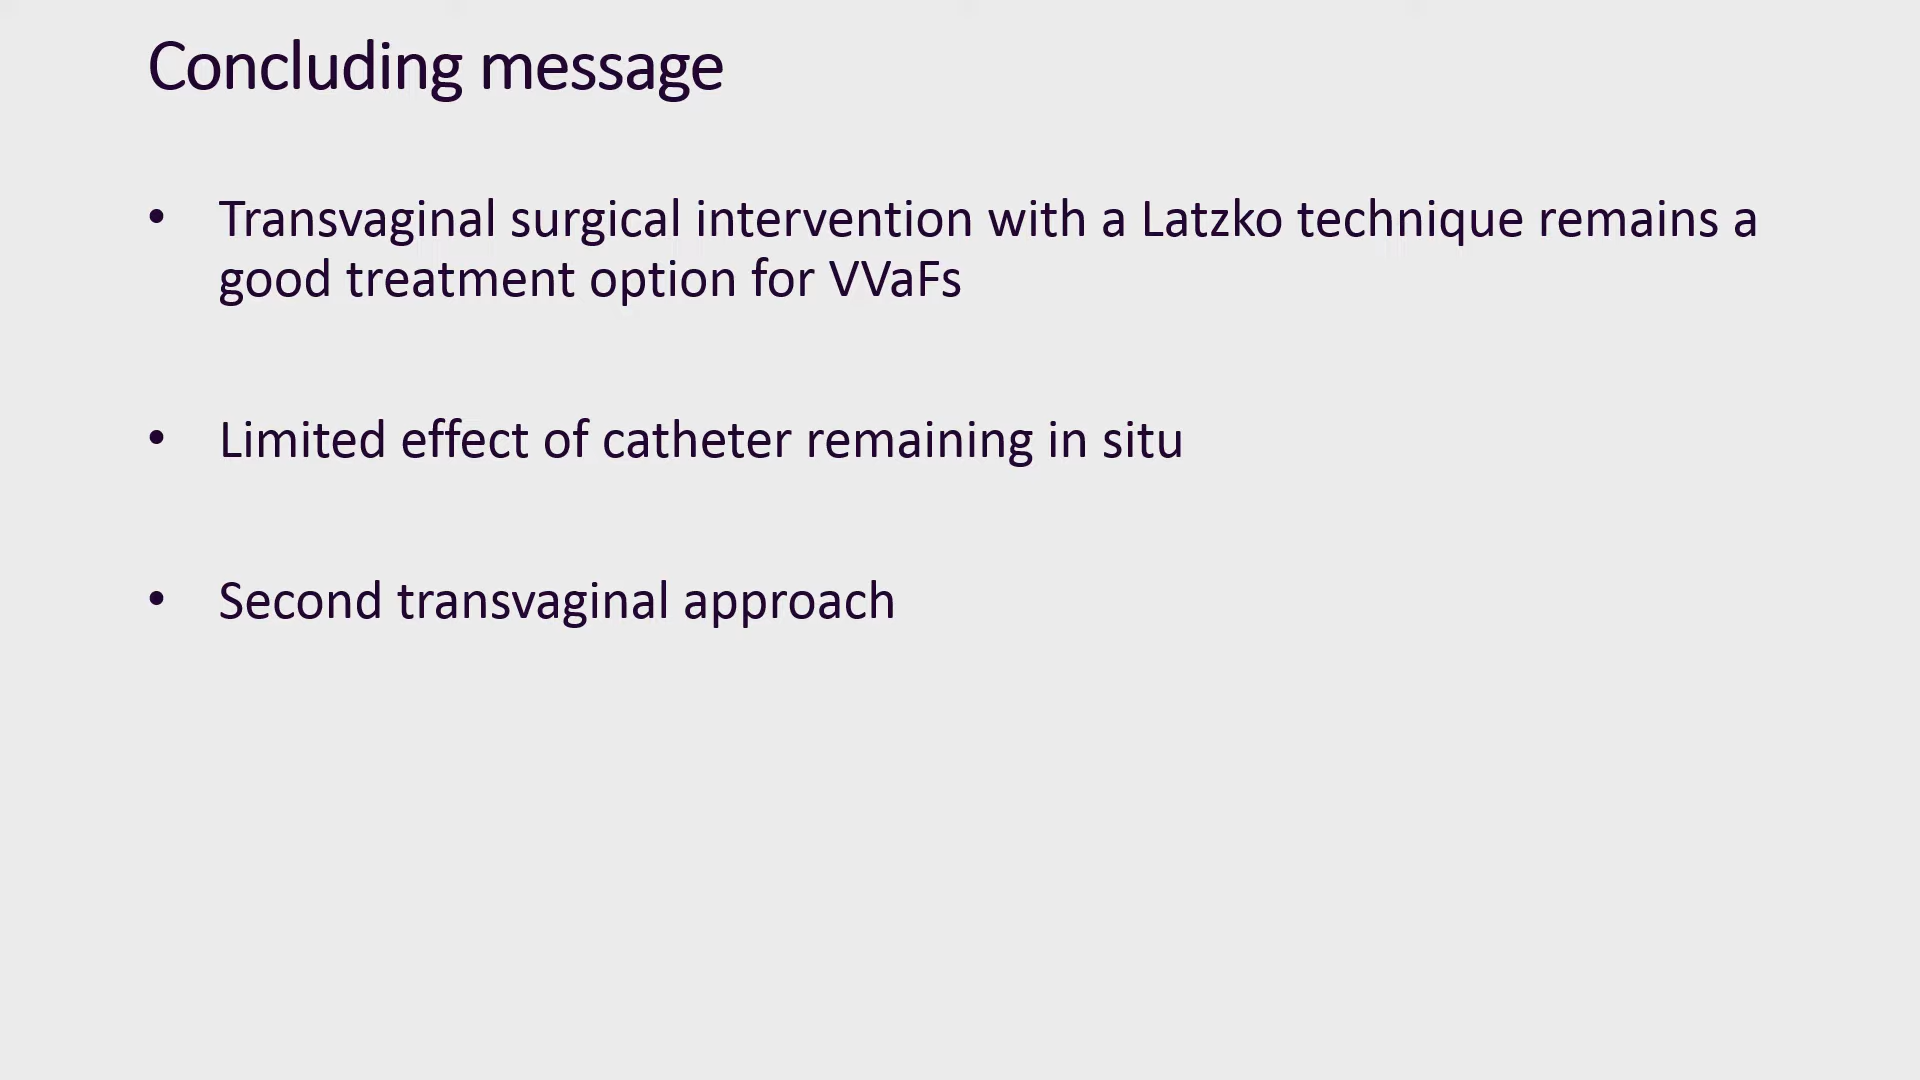 Concluding message
• Transvaginal surgical intervention with a Latzko technique remains a
good treatment option for VVaFs
• Limited effect of catheter remaining in situ
• Second transvaginal approach